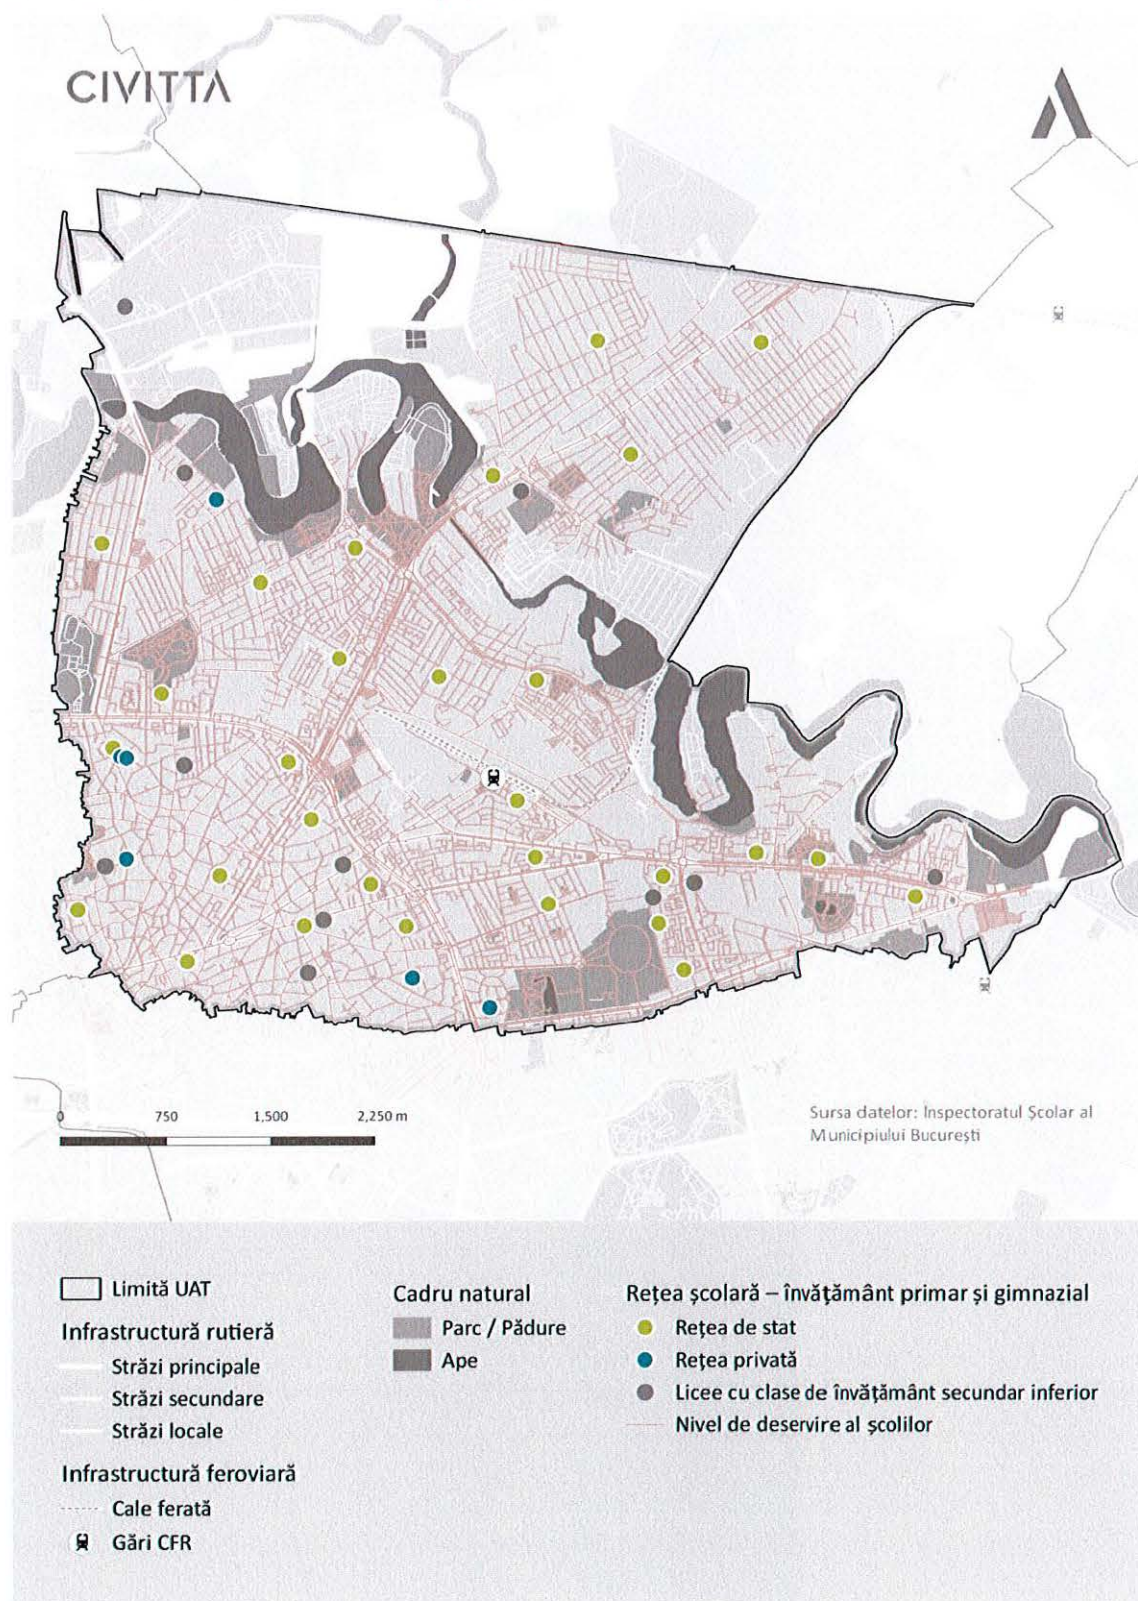 CIVITTA
0 750 1,500 2,250 m
Sursa datelor: Inspectoratul Școlar al
Municipiului București
Limită UAT
Infrastructură rutieră
Străzi principale
Străzi secundare
Străzi locale
Infrastructură feroviară
Cale ferată
Gări CFR
Cadru natural
Parc / Pădure
Ape
Rețea școlară – învățământ primar și gimnazial
Rețea de stat
Rețea privată
Licee cu clase de învățământ secundar inferior
Nivel de deservire al școlilor